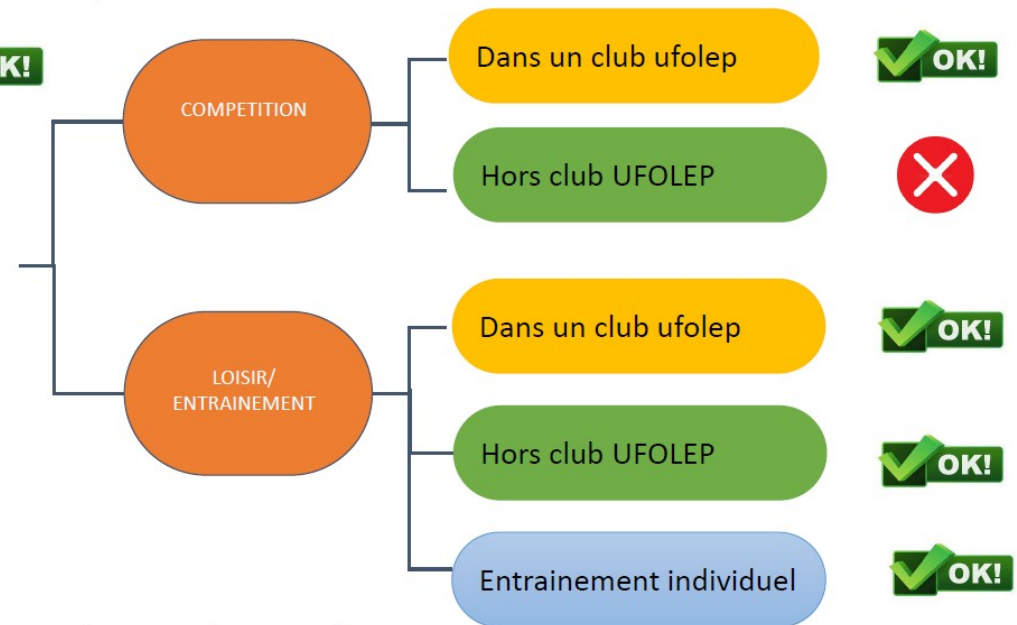 K!
COMPETITION
Dans un club ufolep
OK!
Hors club UFOLEP
LOISIR/
ENTRAINEMENT
Dans un club ufolep
OK!
Hors club UFOLEP
OK!
Entrainement individuel
OK!